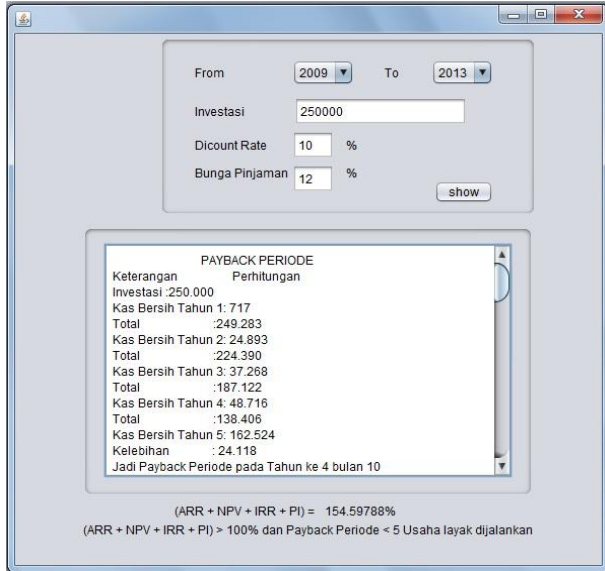 From 2009 To 2013
Investasi 250000
Dicount Rate 10 %
Bunga Pinjaman 12 %
show
PAYBACK PERIODE
Keterangan Perhitungan
Investasi :250.000
Kas Bersih Tahun 1: 717
Total :249.283
Kas Bersih Tahun 2: 24.893
Total :224.390
Kas Bersih Tahun 3: 37.268
Total :187.122
Kas Bersih Tahun 4: 48.716
Total :138.406
Kas Bersih Tahun 5: 162.524
Kelebihan : 24.118
Jadi Payback Periode pada Tahun ke 4 bulan 10
(ARR + NPV + IRR + PI) = 154.59788%
(ARR + NPV + IRR + PI) > 100% dan Payback Periode < 5 Usaha layak dijalankan